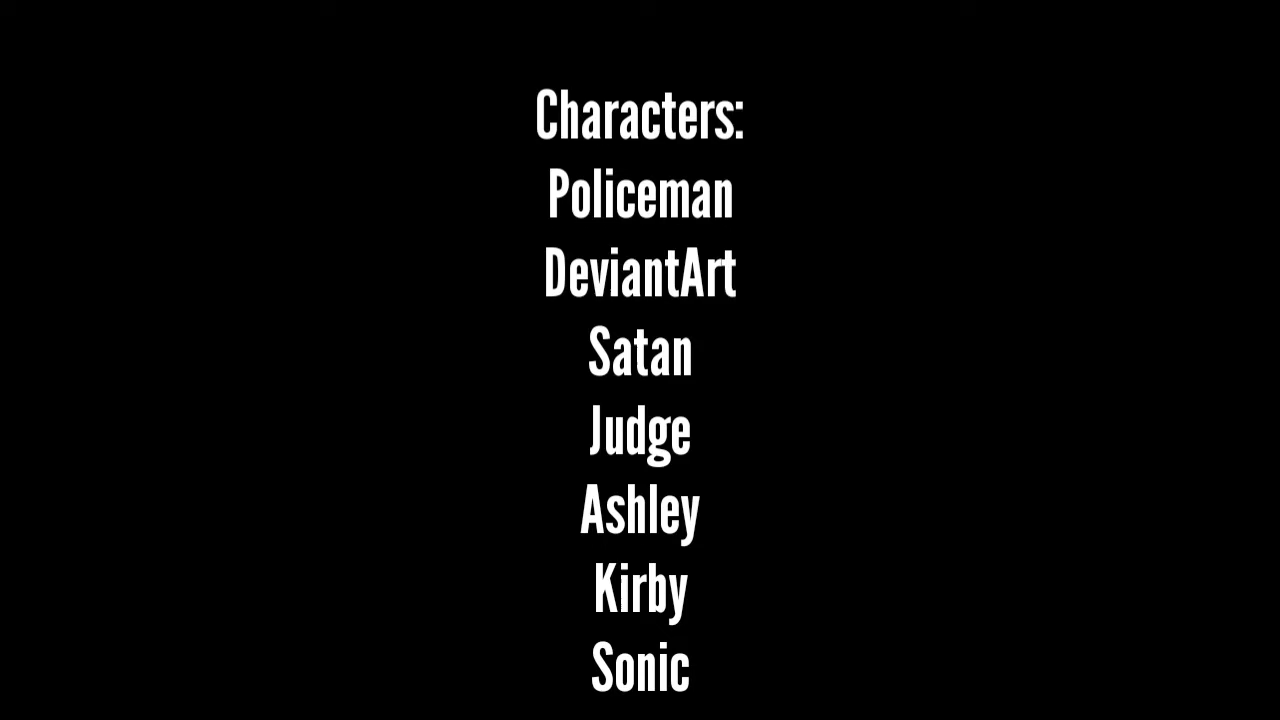 Characters:
Policeman
DeviantArt
Satan
Judge
Ashley
Kirby
Sonic